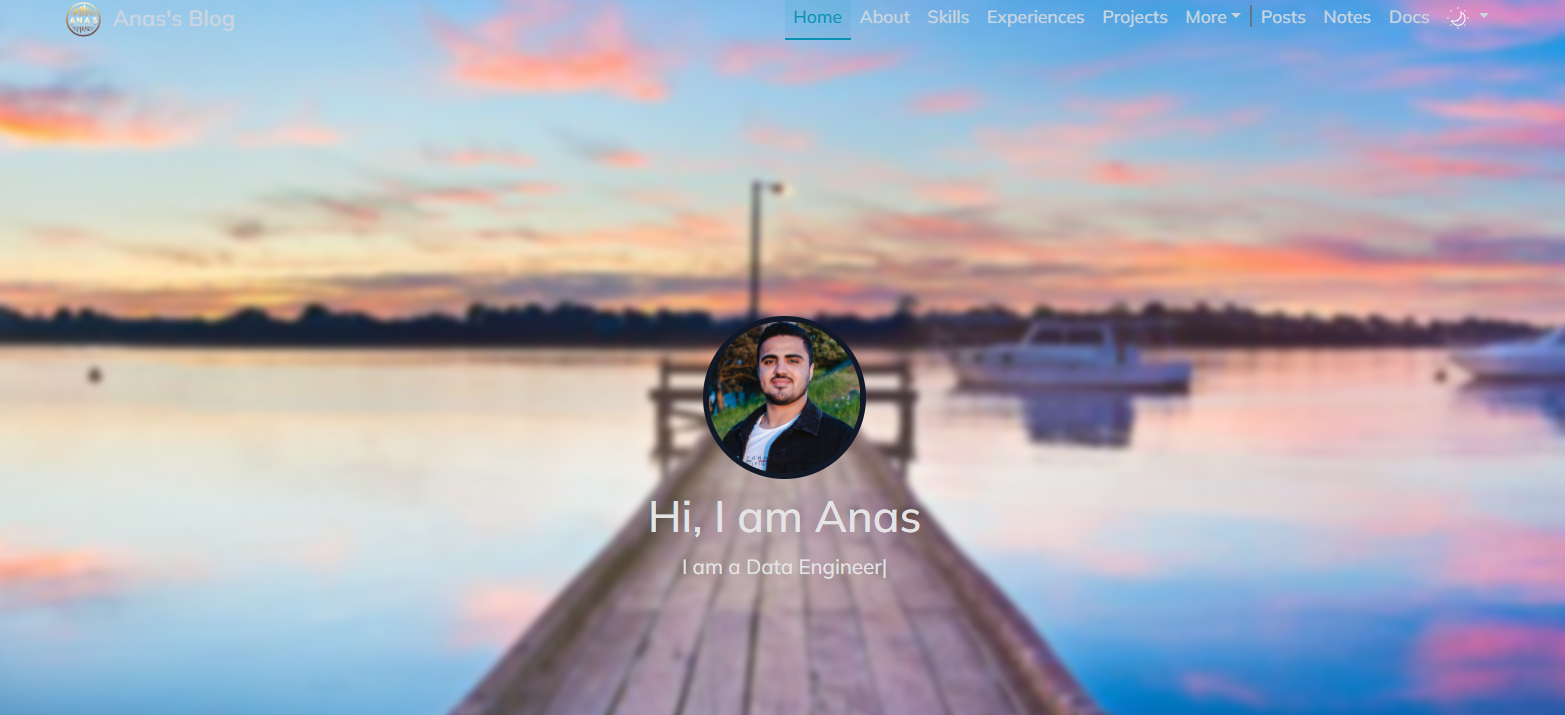 ANAS
Anas's Blog
Home About Skills Experiences Projects More Posts Notes Docs
Hi, I am Anas
I am a Data Engineer|